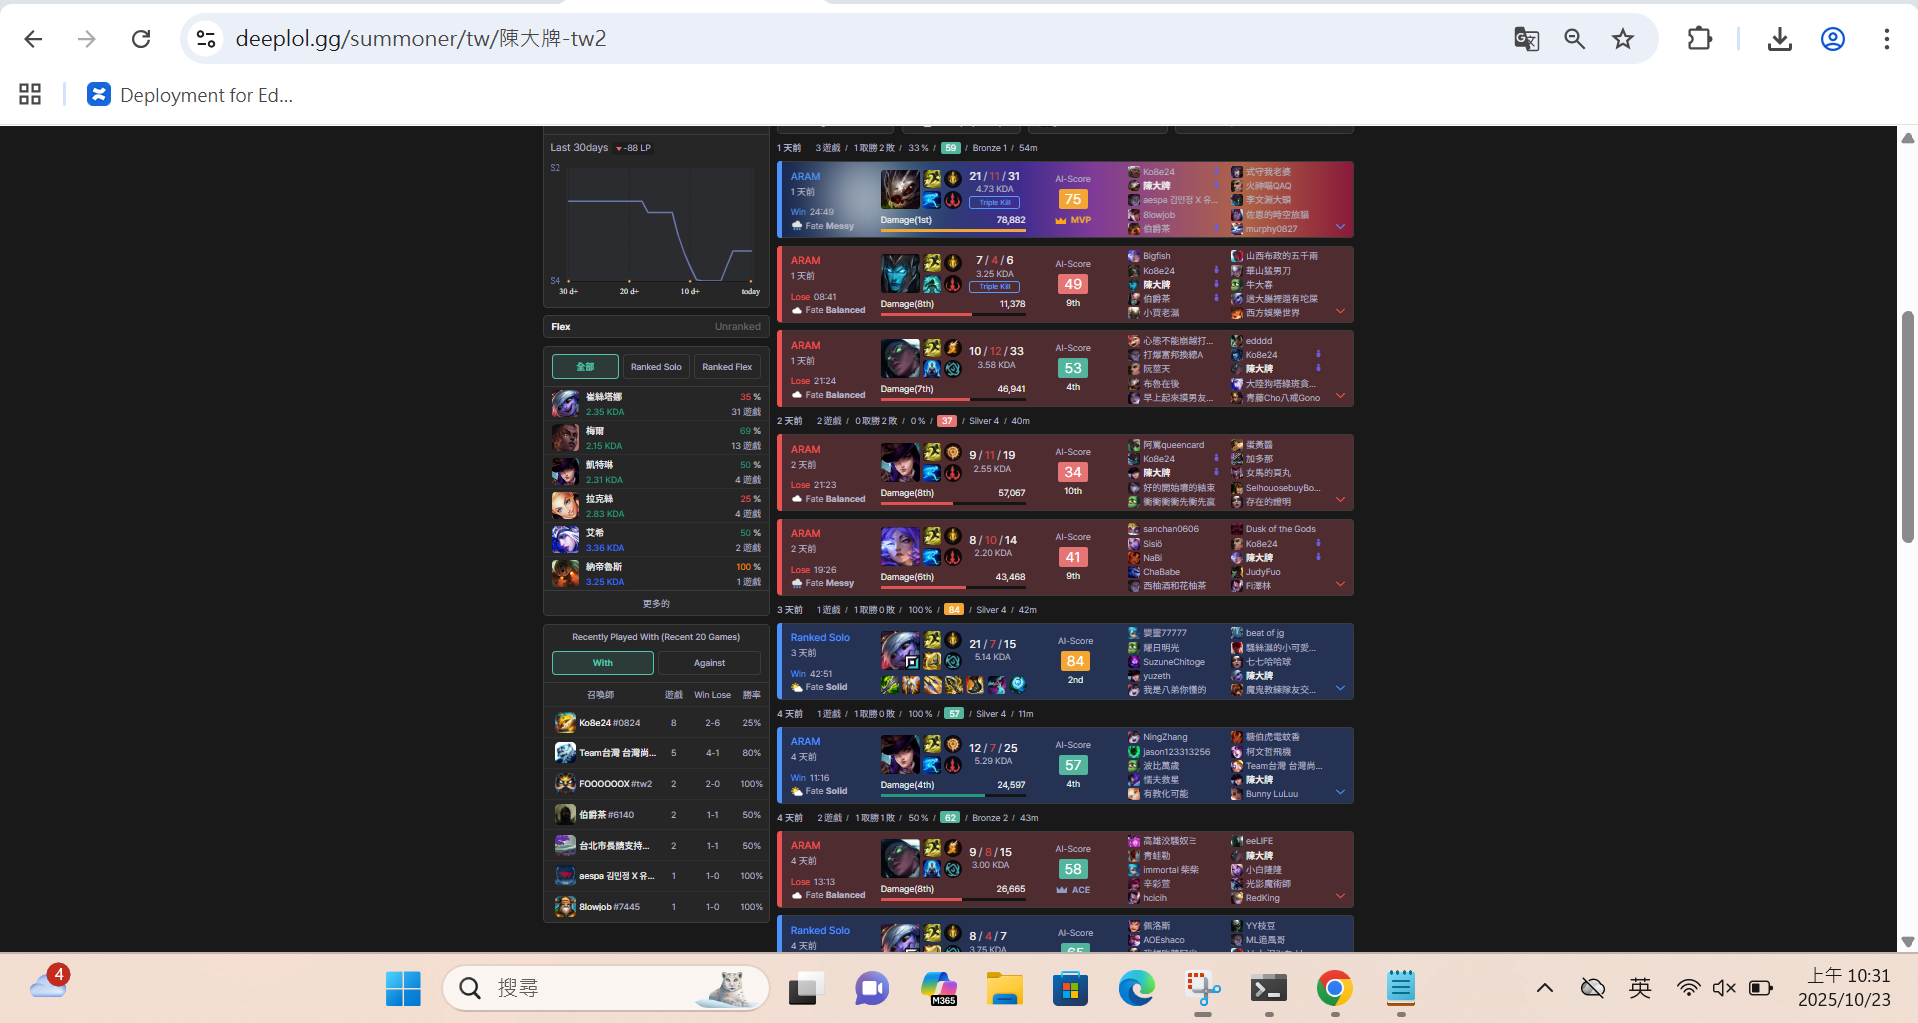 deeplol.gg/summoner/tw/陳大牌-tw2
Deployment for Ed...
Last 30days -88 LP
S2
S4
30 d+ 20 d+ 10 d+ today
Flex Unranked
全部 Ranked Solo Ranked Flex
崔絲塔娜 35 %
2.35 KDA 31 遊戲
梅爾 69 %
2.15 KDA 13 遊戲
凱特琳 50 %
2.31 KDA 4 遊戲
拉克絲 25 %
2.83 KDA 4 遊戲
艾希 50 %
3.36 KDA 2 遊戲
納帝魯斯 100 %
3.25 KDA 1 遊戲
更多的
Recently Played With (Recent 20 Games)
With Against
召喚師 遊戲 Win Lose 勝率
Ko8e24 #0824 8 2-6 25%
Team台灣 台灣尚... 5 4-1 80%
FOOOOOOX #tw2 2 2-0 100%
伯爵茶 #6140 2 1-1 50%
台北市長請支持... 2 1-1 50%
aespa 김민정 X 유... 1 1-0 100%
8lowjob #7445 1 1-0 100%
1 天前 3 遊戲 / 1 取勝 2 敗 / 33 % / 59 / Bronze 1 / 54m
ARAM
1 天前
Win 24:49
Fate Messy
21 / 11 / 31
4.73 KDA
Triple Kill
Damage(1st) 78,882
AI-Score
75
MVP
Ko8e24 式守我老婆
陳大牌 火神喵QAQ
aespa 김민정 X 유... 李文淵大頭
8lowjob 佐恩的時空旅貓
伯爵茶 murphy0827
ARAM
1 天前
Lose 08:41
Fate Balanced
7 / 4 / 6
3.25 KDA
Triple Kill
Damage(8th) 11,378
AI-Score
49
9th
Bigfish 山西布政的五千兩
Ko8e24 華山猛男刀
陳大牌 牛大春
伯爵茶 過大腸裡還有坨屎
小賀老濕 西方娛樂世界
ARAM
1 天前
Lose 21:24
Fate Balanced
10 / 12 / 33
3.58 KDA
Damage(7th) 46,941
AI-Score
53
4th
心態不能崩越打... edddd
打爆富邦換總A Ko8e24
阮莖天 陳大牌
布魯在後 大陸狗塔綠斑貪...
早上起來摸男友... 青藤Cho八戒Gono
2 天前 2 遊戲 / 0 取勝 2 敗 / 0 % / 37 / Silver 4 / 40m
ARAM
2 天前
Lose 21:23
Fate Balanced
9 / 11 / 19
2.55 KDA
Damage(8th) 57,067
AI-Score
34
10th
阿罵queencard 蛋黃醬
Ko8e24 加多那
陳大牌 女馬的頁丸
好的開始壞的結束 SelhouosebuyBo...
衝衝衝衝先衝先贏 存在的證明
ARAM
2 天前
Lose 19:26
Fate Messy
8 / 10 / 14
2.20 KDA
Damage(6th) 43,468
AI-Score
41
9th
sanchan0606 Dusk of the Gods
Sisiö Ko8e24
NaBi 陳大牌
ChaBabe JudyFuo
西柚酒和花柚茶 Fi澤林
3 天前 1 遊戲 / 1 取勝 0 敗 / 100 % / 84 / Silver 4 / 42m
Ranked Solo
3 天前
Win 42:51
Fate Solid
21 / 7 / 15
5.14 KDA
AI-Score
84
2nd
嬰靈77777 beat of jg
耀日明光 騷絲濕的小可愛...
SuzuneChitoge 七七哈哈球
yuzeth 陳大牌
我是八弟你懂的 魔鬼教練隊友交...
4 天前 1 遊戲 / 1 取勝 0 敗 / 100 % / 57 / Silver 4 / 11m
ARAM
4 天前
Win 11:16
Fate Solid
12 / 7 / 25
5.29 KDA
Damage(4th) 24,597
AI-Score
57
4th
NingZhang 糖伯虎電蚊香
jason123313256 柯文哲飛機
波比萬歲 Team台灣 台灣尚...
懦夫救星 陳大牌
有教化可能 Bunny LuLuu
4 天前 2 遊戲 / 1 取勝 1 敗 / 50 % / 62 / Bronze 2 / 43m
ARAM
4 天前
Lose 13:13
Fate Balanced
9 / 8 / 15
3.00 KDA
Damage(8th) 26,665
AI-Score
58
ACE
高雄沒騷奴ミ eeLIFE
青蛙勒 陳大牌
immortal 柴柴 小白隆隆
辛彩萱 光影魔術師
hcicih RedKing
Ranked Solo
4 天前
8 / 4 / 7
3.75 KDA
AI-Score
佩洛斯 YY枝豆
AOEshaco ML追風哥
4
搜尋
M365
英
上午 10:31
2025/10/23